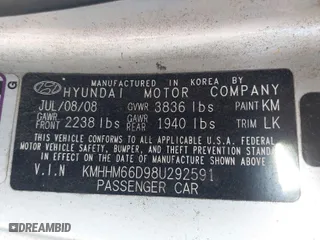 MANUFACTURED IN KOREA BY
HYUNDAI MOTOR COMPANY
JUL/08/08 GVWR 3836 lbs PAINT KM
GAWR FRONT 2238 lbs GAWR REAR 1940 lbs TRIM LK
THIS VEHICLE CONFORMS TO ALL APPLICABLE U.S.A. FEDERAL
MOTOR VEHICLE SAFETY, BUMPER, AND THEFT PREVENTION
STANDARDS IN EFFECT ON THE DATE OF MANUFACTURE SHOWN ABOVE.
V.I.N KMHHM66D98U292591
PASSENGER CAR
G
DEALERS